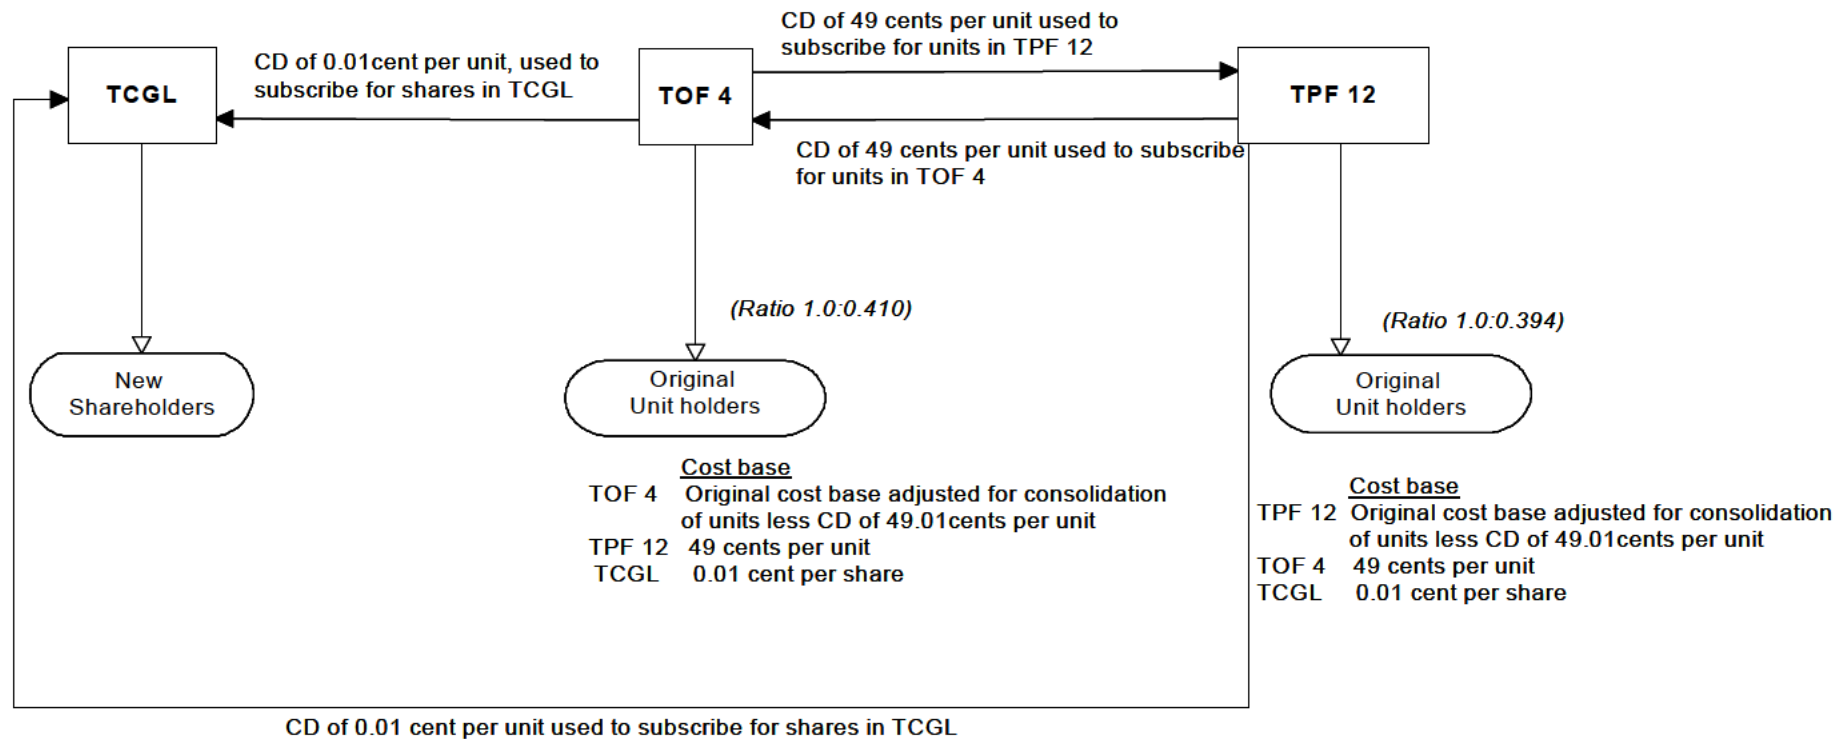 CD of 49 cents per unit used to
subscribe for units in TPF 12
CD of 0.01cent per unit, used to
subscribe for shares in TCGL
TCGL
TOF 4
TPF 12
CD of 49 cents per unit used to subscribe
for units in TOF 4
(Ratio 1.0:0.410)
(Ratio 1.0:0.394)
New
Shareholders
Original
Unit holders
Original
Unit holders
Cost base
TOF 4 Original cost base adjusted for consolidation
of units less CD of 49.01cents per unit
TPF 12 49 cents per unit
TCGL 0.01 cent per share
Cost base
TPF 12 Original cost base adjusted for consolidation
of units less CD of 49.01cents per unit
TOF 4 49 cents per unit
TCGL 0.01 cent per share
CD of 0.01 cent per unit used to subscribe for shares in TCGL